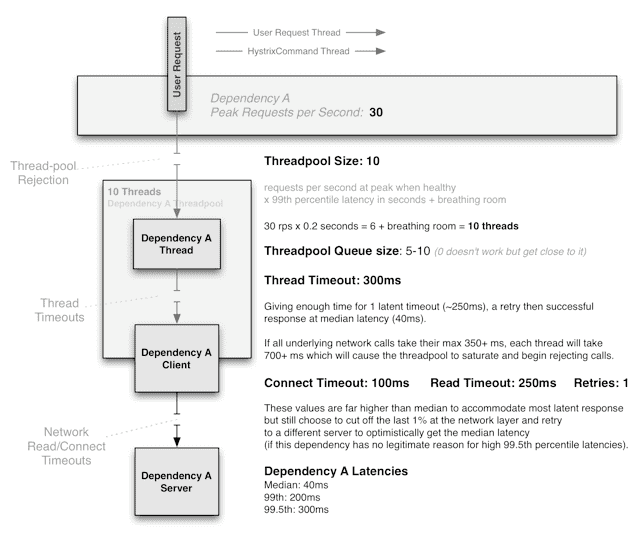 User Request Thread
HystrixCommand Thread
User Request
Dependency A
Peak Requests per Second: 30
Thread-pool
Rejection
Threadpool Size: 10
10 Threads
Dependency A Threadpool
requests per second at peak when healthy
x 99th percentile latency in seconds + breathing room
30 rps x 0.2 seconds = 6 + breathing room = 10 threads
Dependency A
Thread
Threadpool Queue size: 5-10 (0 doesn't work but get close to it)
Thread Timeout: 300ms
Thread
Timeouts
Giving enough time for 1 latent timeout (~250ms), a retry then successful
response at median latency (40ms).
If all underlying network calls take their max 350+ ms, each thread will take
700+ ms which will cause the threadpool to saturate and begin rejecting calls.
Dependency A
Client
Connect Timeout: 100ms Read Timeout: 250ms Retries: 1
These values are far higher than median to accommodate most latent response
but still choose to cut off the last 1% at the network layer and retry
to a different server to optimistically get the median latency
(if this dependency has no legitimate reason for high 99.5th percentile latencies).
Network
Read/Connect
Timeouts
Dependency A
Server
Dependency A Latencies
Median: 40ms
99th: 200ms
99.5th: 300ms